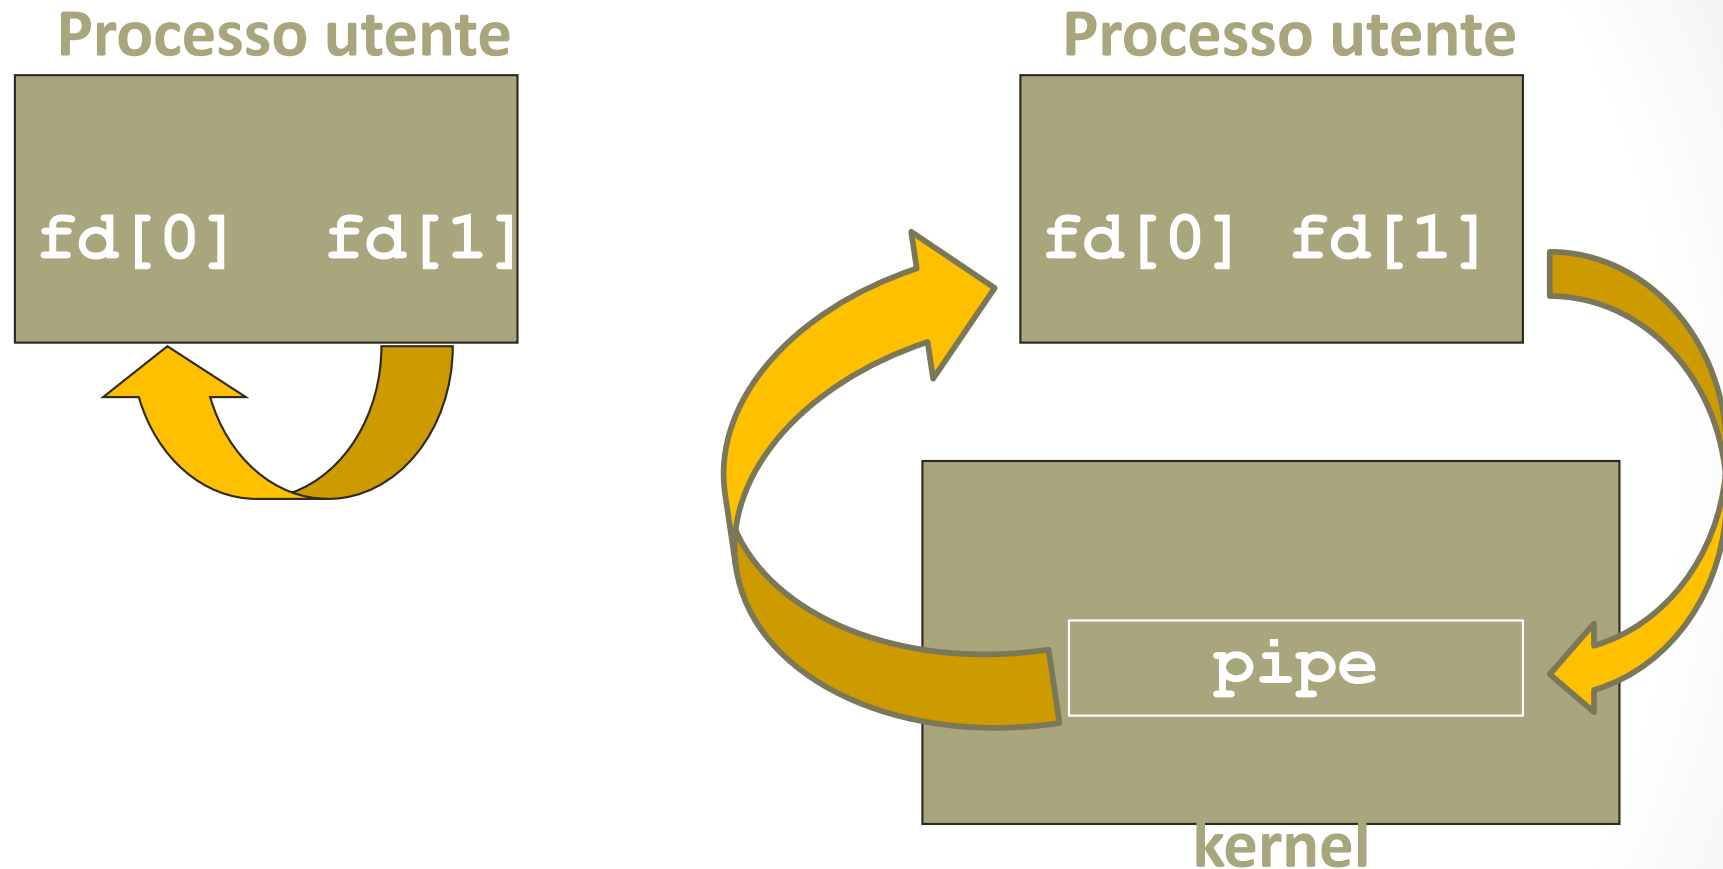 Processo utente
fd[0] fd[1]
Processo utente
fd[0] fd[1]
pipe
kernel